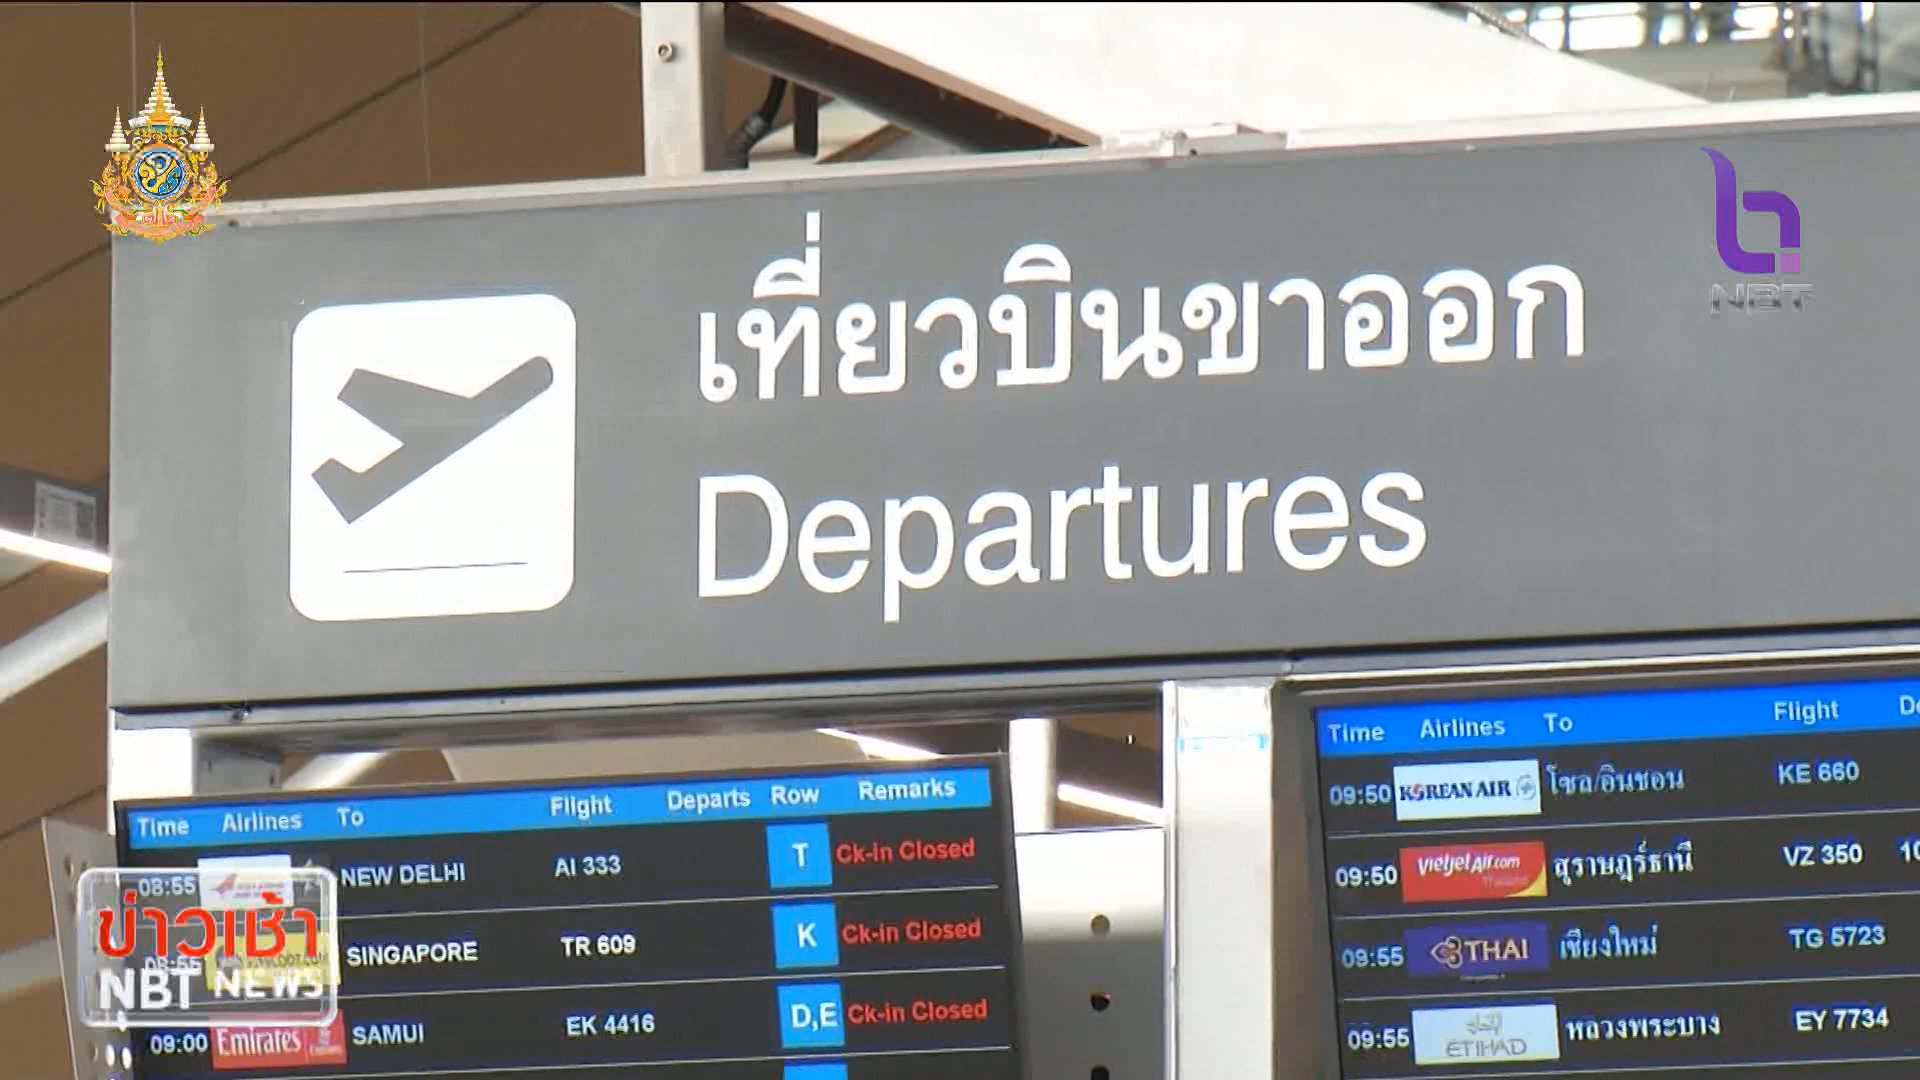 NBT
เที่ยวบินขาออก
Departures
Time Airlines To Flight Departs Row Remarks
08:55 NEW DELHI AI 333 T Ck-in Closed
08:55 SINGAPORE TR 609 K Ck-in Closed
09:00 Emirates SAMUI EK 4416 D,E Ck-in Closed
Time Airlines To Flight
09:50 KOREAN AIR โซล/อินชอน KE 660
09:50 vietjetAir.com Thailand สุราษฎร์ธานี VZ 350
09:55 THAI เชียงใหม่ TG 5723
09:55 ETIHAD หลวงพระบาง EY 7734
ข่าวเช้า
NBT NEWS